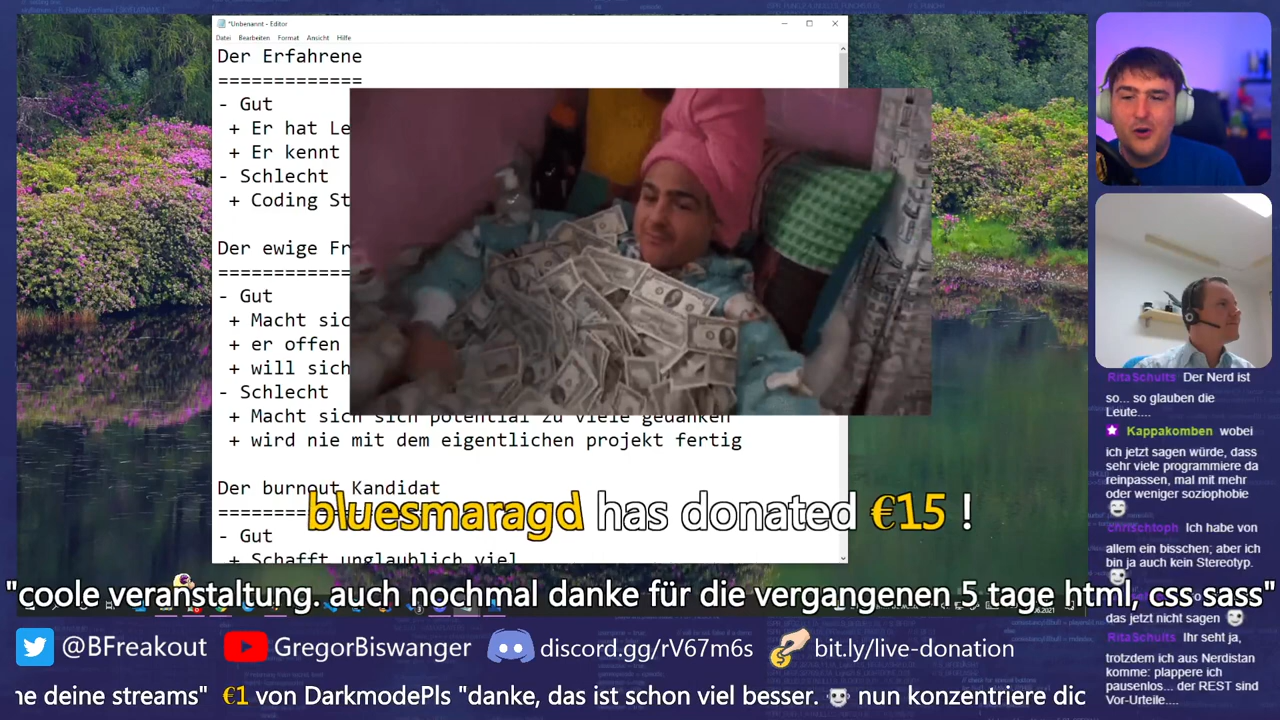 *Unbenannt - Editor
Datei Bearbeiten Format Ansicht Hilfe
Der Erfahrene
=============
- Gut
+ Er hat Le
+ Er kennt
- Schlecht
+ Coding St
Der ewige Fr
============
- Gut
+ Macht sic
+ er offen
+ will sich
- Schlecht
+ Macht sich sich potential zu viele gedanken
+ wird nie mit dem eigentlichen projekt fertig
Der burnout Kandidat
- Gut
+ Schafft unglaublich viel
bluesmaragd has donated €15 !
"coole veranstaltung. auch nochmal danke für die vergangenen 5 tage html, css sass"
RitaSchults Der Nerd ist
so... so glauben die
Leute....
Kappakomben wobei
ich jetzt sagen würde, dass
sehr viele programmiere da
reinpassen, mal mit mehr
oder weniger soziophobie
chrischtoph Ich habe von
allem ein bisschen; aber ich
bin ja auch kein Stereotyp.
das jetzt nicht sagen
RitaSchults Ihr seht ja,
trotzdem ich aus Nerdistan
komme: plappere ich
pausenlos... der REST sind
Vor-Urteile....
@BFreakout GregorBiswanger discord.gg/rV67m6s bit.ly/live-donation
ne deine streams" €1 von DarkmodePls "danke, das ist schon viel besser. nun konzentriere dic